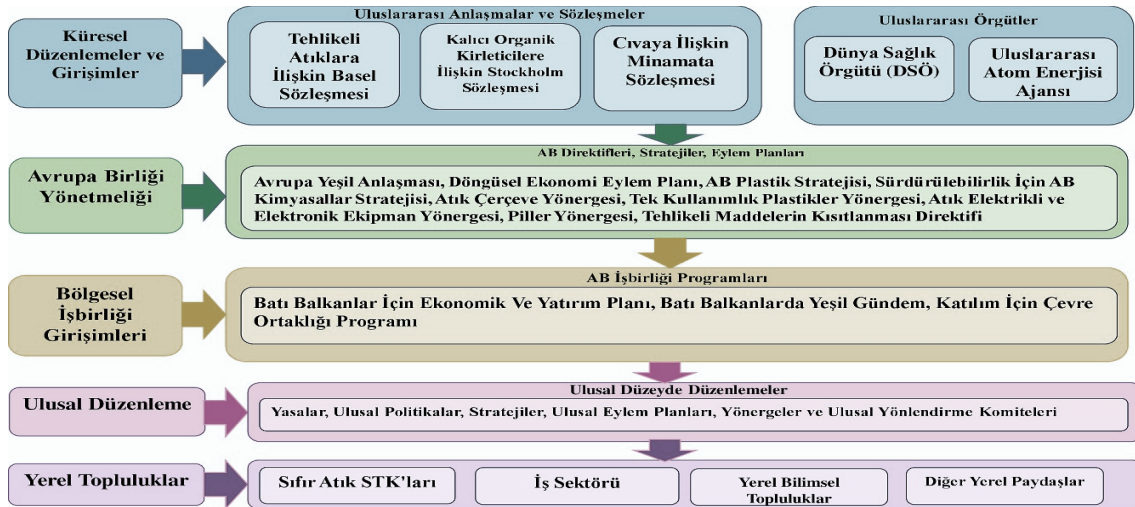 Küresel
Düzenlemeler ve
Girişimler
Uluslararası Anlaşmalar ve Sözleşmeler
Tehlikeli
Atıklara
İlişkin Basel
Sözleşmesi
Kalıcı Organik
Kirleticilere
İlişkin Stockholm
Sözleşmesi
Cıvaya İlişkin
Minamata
Sözleşmesi
Uluslararası Örgütler
Dünya Sağlık
Örgütü (DSÖ)
Uluslararası
Atom Enerjisi
Ajansı
Avrupa Birliği
Yönetmeliği
AB Direktifleri, Stratejiler, Eylem Planları
Avrupa Yeşil Anlaşması, Döngüsel Ekonomi Eylem Planı, AB Plastik Stratejisi, Sürdürülebilirlik İçin AB
Kimyasallar Stratejisi, Atık Çerçeve Yönergesi, Tek Kullanımlık Plastikler Yönergesi, Atık Elektrikli ve
Elektronik Ekipman Yönergesi, Piller Yönergesi, Tehlikeli Maddelerin Kısıtlanması Direktifi
Bölgesel
İşbirliği
Girişimleri
AB İşbirliği Programları
Batı Balkanlar İçin Ekonomik Ve Yatırım Planı, Batı Balkanlarda Yeşil Gündem, Katılım İçin Çevre
Ortaklığı Programı
Ulusal Düzenleme
Ulusal Düzeyde Düzenlemeler
Yasalar, Ulusal Politikalar, Stratejiler, Ulusal Eylem Planları, Yönergeler ve Ulusal Yönlendirme Komiteleri
Yerel Topluluklar
Sıfır Atık STK'ları
İş Sektörü
Yerel Bilimsel
Topluluklar
Diğer Yerel Paydaşlar